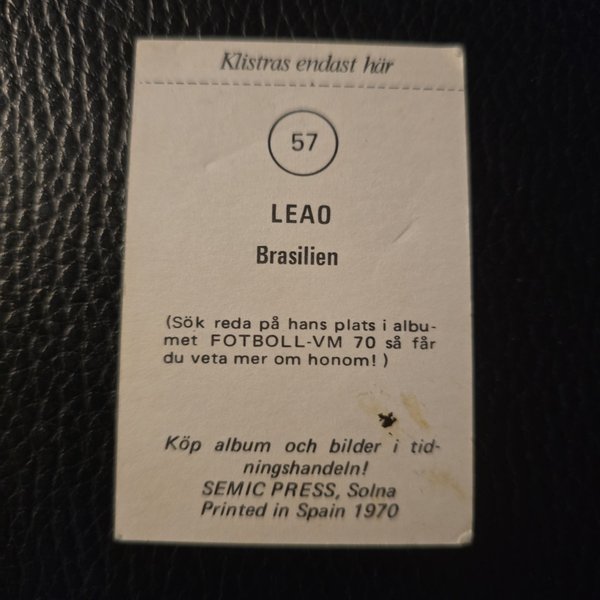 Klistras endast här
57
LEAO
Brasilien
(Sök reda på hans plats i albu-
met FOTBOLL-VM 70 så får
du veta mer om honom!)
Köp album och bilder i tid-
ningshandeln!
SEMIC PRESS, Solna
Printed in Spain 1970